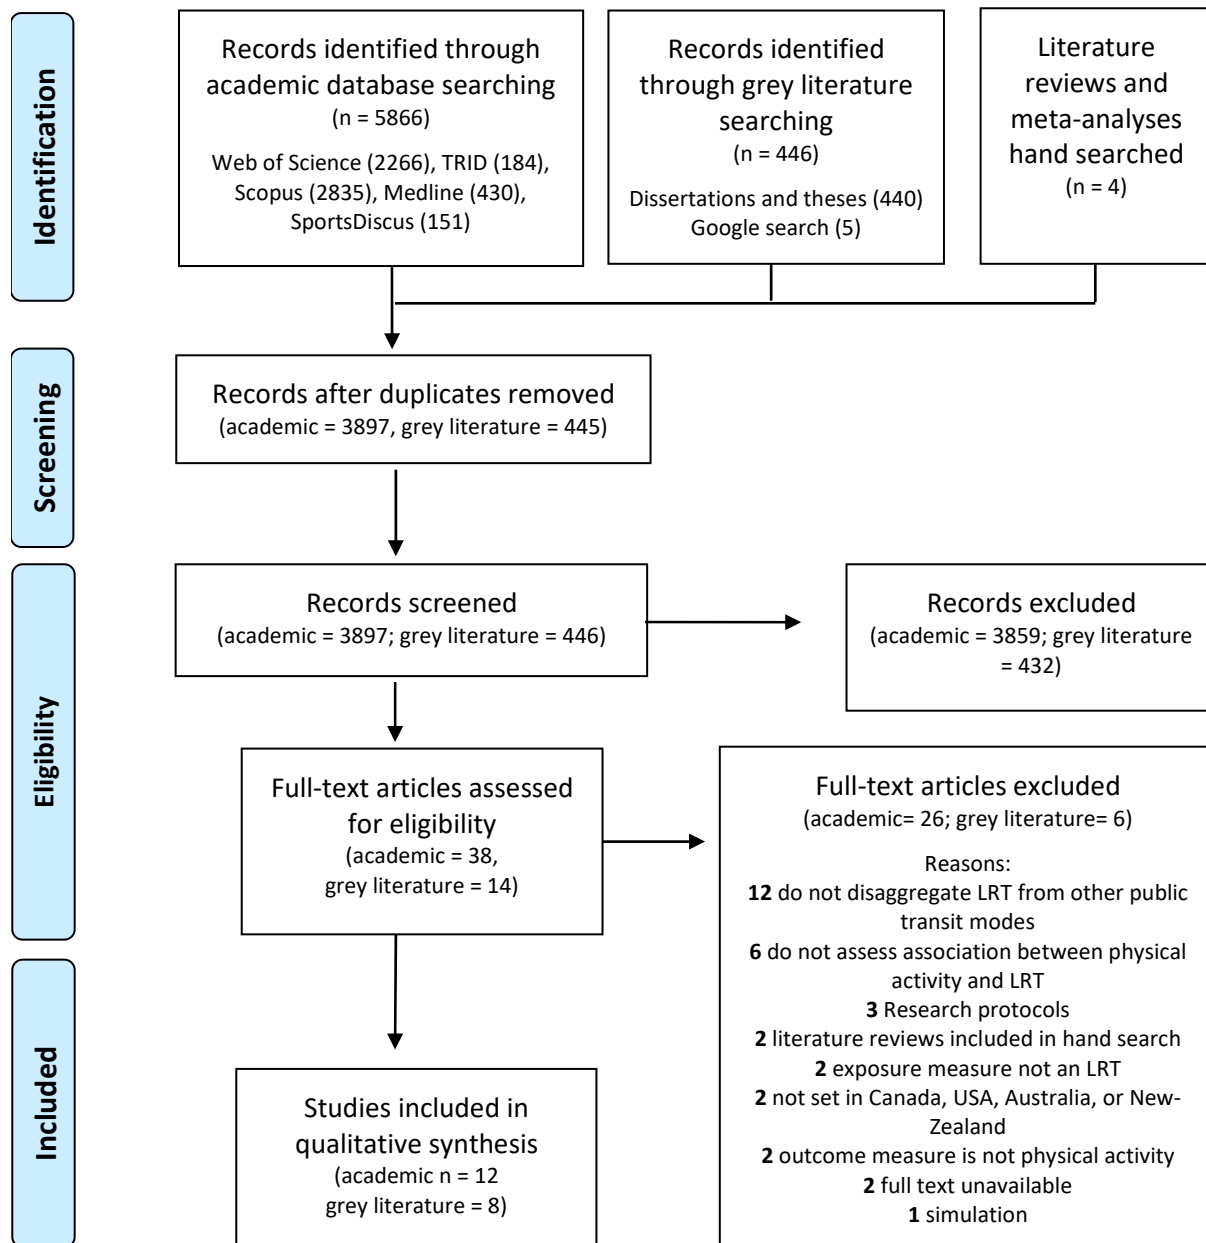 Identification
Records identified through
academic database searching
(n = 5866)
Web of Science (2266), TRID (184),
Scopus (2835), Medline (430),
SportsDiscus (151)
Records identified
through grey literature
searching
(n = 446)
Dissertations and theses (440)
Google search (5)
Literature
reviews and
meta-analyses
hand searched
(n = 4)
Screening
Records after duplicates removed
(academic = 3897, grey literature = 445)
Eligibility
Records screened
(academic = 3897; grey literature = 446)
Records excluded
(academic = 3859; grey literature
= 432)
Full-text articles assessed
for eligibility
(academic = 38,
grey literature = 14)
Full-text articles excluded
(academic= 26; grey literature= 6)
Reasons:
12 do not disaggregate LRT from other public
transit modes
6 do not assess association between physical
activity and LRT
3 Research protocols
2 literature reviews included in hand search
2 exposure measure not an LRT
2 not set in Canada, USA, Australia, or New-
Zealand
2 outcome measure is not physical activity
2 full text unavailable
1 simulation
Included
Studies included in
qualitative synthesis
(academic n = 12
grey literature = 8)